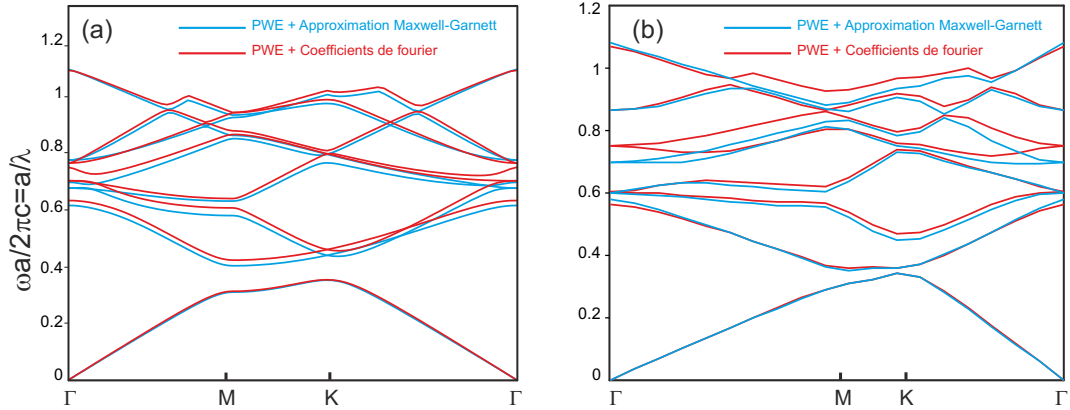 (a)
PWE + Approximation Maxwell-Garnett
PWE + Coefficients de fourier
1.2
1
0.8
0.6
0.4
0.2
0
ωa/2πc=a/λ
Γ
M
K
Γ
(b)
PWE + Approximation Maxwell-Garnett
PWE + Coefficients de fourier
1.2
1
0.8
0.6
0.4
0.2
0
Γ
M
K
Γ